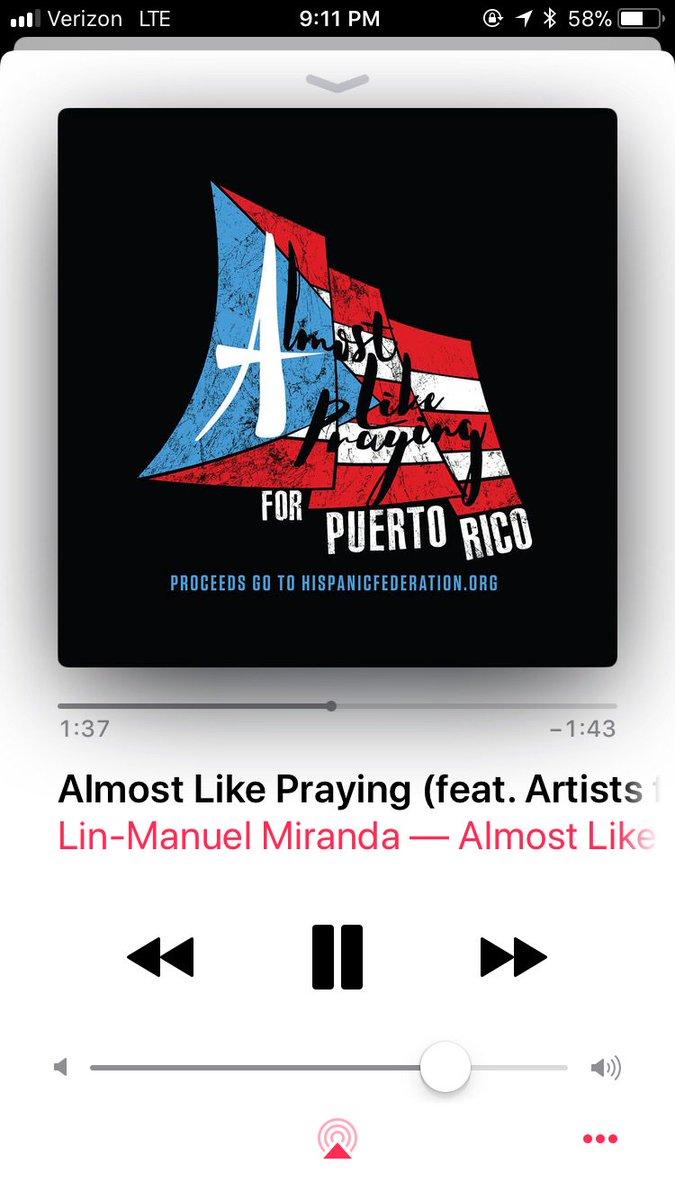 Verizon LTE 9:11 PM 58%
Almost
Like
Praying
FOR PUERTO RICO
PROCEEDS GO TO HISPANICFEDERATION.ORG
1:37 −1:43
Almost Like Praying (feat. Artists
Lin-Manuel Miranda — Almost Like